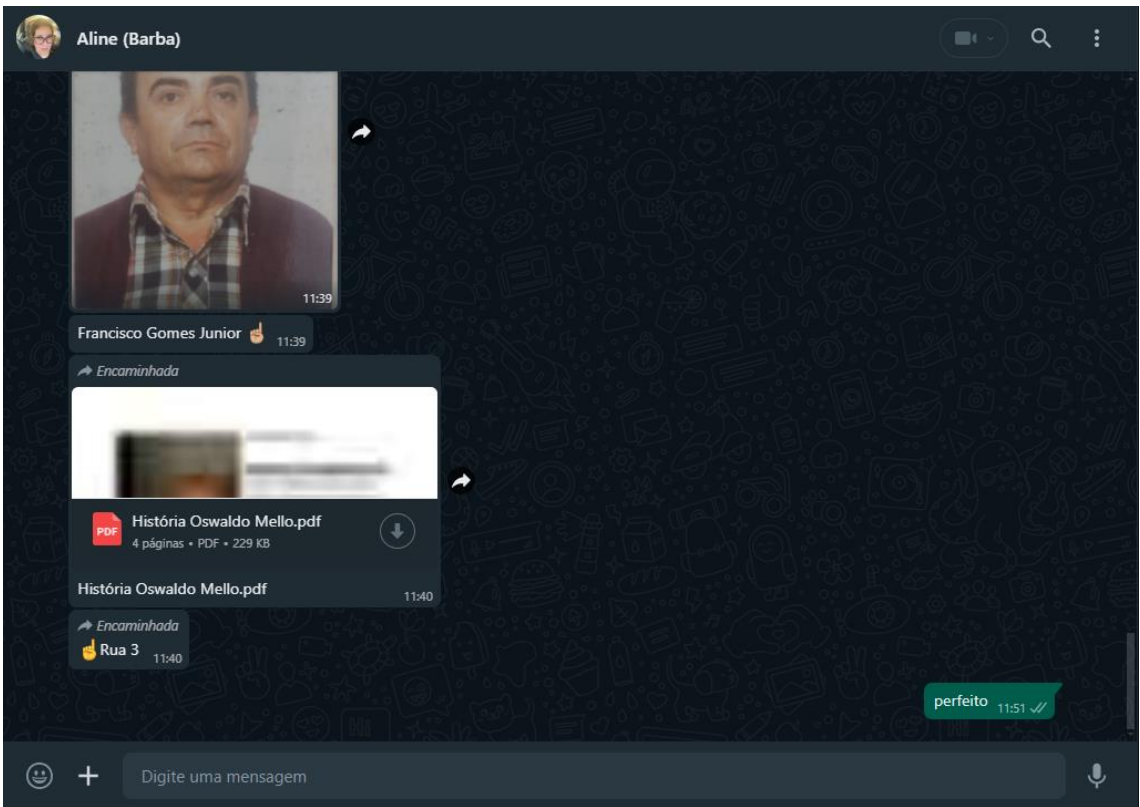 Aline (Barba)
11:39
Francisco Gomes Junior ☝🏼 11:39
Encaminhada
PDF
História Oswaldo Mello.pdf
4 páginas • PDF • 229 KB
História Oswaldo Mello.pdf 11:40
Encaminhada
☝Rua 3 11:40
perfeito 11:51
Digite uma mensagem